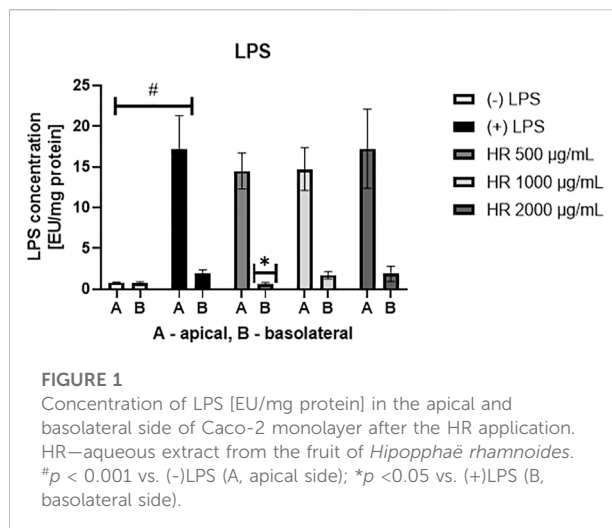 LPS
#
25
20
15
10
5
0
LPS concentration
[EU/mg protein]
*
A B A B A B A B A B
A - apical, B - basolateral
(-) LPS
(+) LPS
HR 500 µg/mL
HR 1000 µg/mL
HR 2000 µg/mL
FIGURE 1
Concentration of LPS [EU/mg protein] in the apical and
basolateral side of Caco-2 monolayer after the HR application.
HR—aqueous extract from the fruit of Hipopphaë rhamnoides.
#p < 0.001 vs. (-)LPS (A, apical side); *p <0.05 vs. (+)LPS (B,
basolateral side).